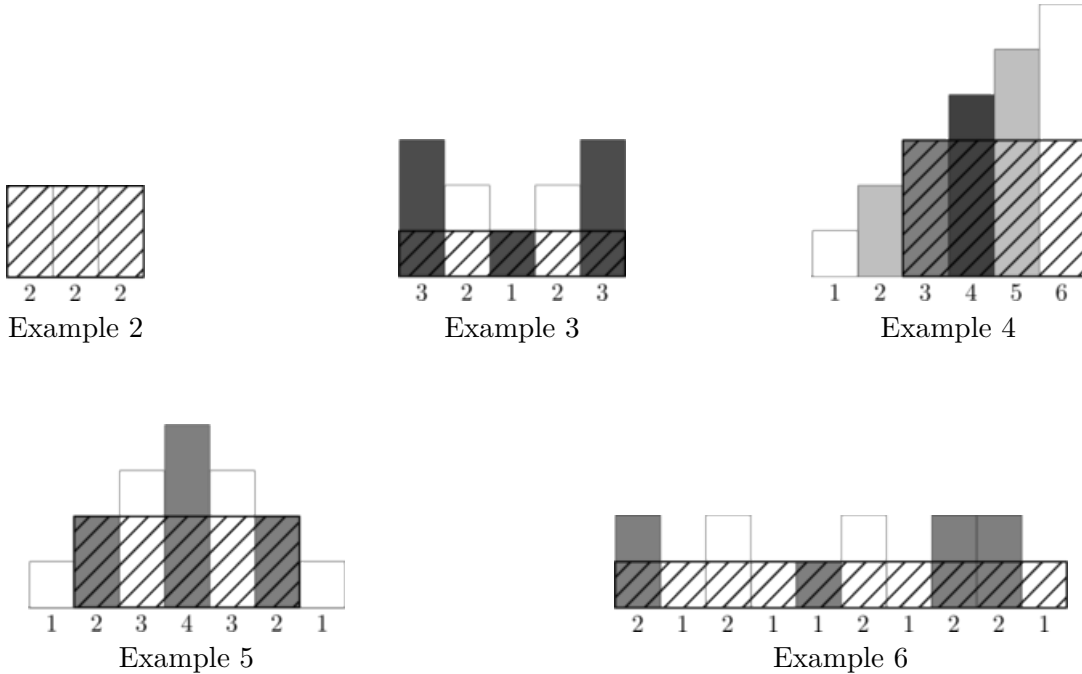 2 2 2
Example 2
3 2 1 2 3
Example 3
1 2 3 4 5 6
Example 4
1 2 3 4 3 2 1
Example 5
2 1 2 1 1 2 1 2 2 1
Example 6